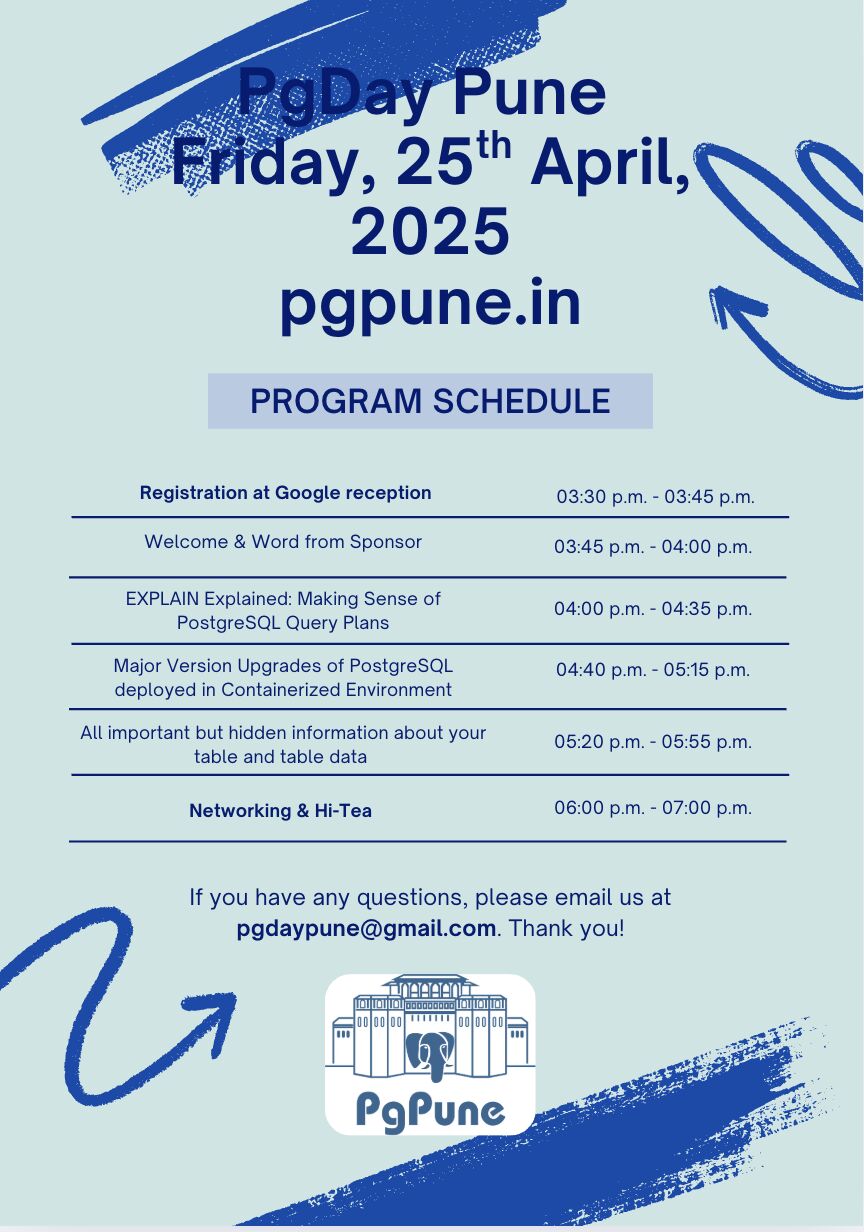 PgDay Pune
Friday, 25th April,
2025
pgpune.in
PROGRAM SCHEDULE
Registration at Google reception 03:30 p.m. - 03:45 p.m.
Welcome & Word from Sponsor 03:45 p.m. - 04:00 p.m.
EXPLAIN Explained: Making Sense of
PostgreSQL Query Plans
04:00 p.m. - 04:35 p.m.
Major Version Upgrades of PostgreSQL
deployed in Containerized Environment
04:40 p.m. - 05:15 p.m.
All important but hidden information about your
table and table data
05:20 p.m. - 05:55 p.m.
Networking & Hi-Tea 06:00 p.m. - 07:00 p.m.
If you have any questions, please email us at
pgdaypune@gmail.com. Thank you!
PgPune